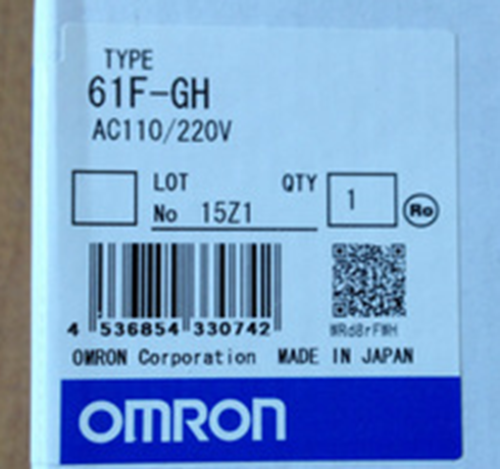 TYPE
61F-GH
AC110/220V
LOT QTY
No 15Z1 1 Ro
4 536854 330742
OMRON Corporation MADE IN JAPAN
OMRON